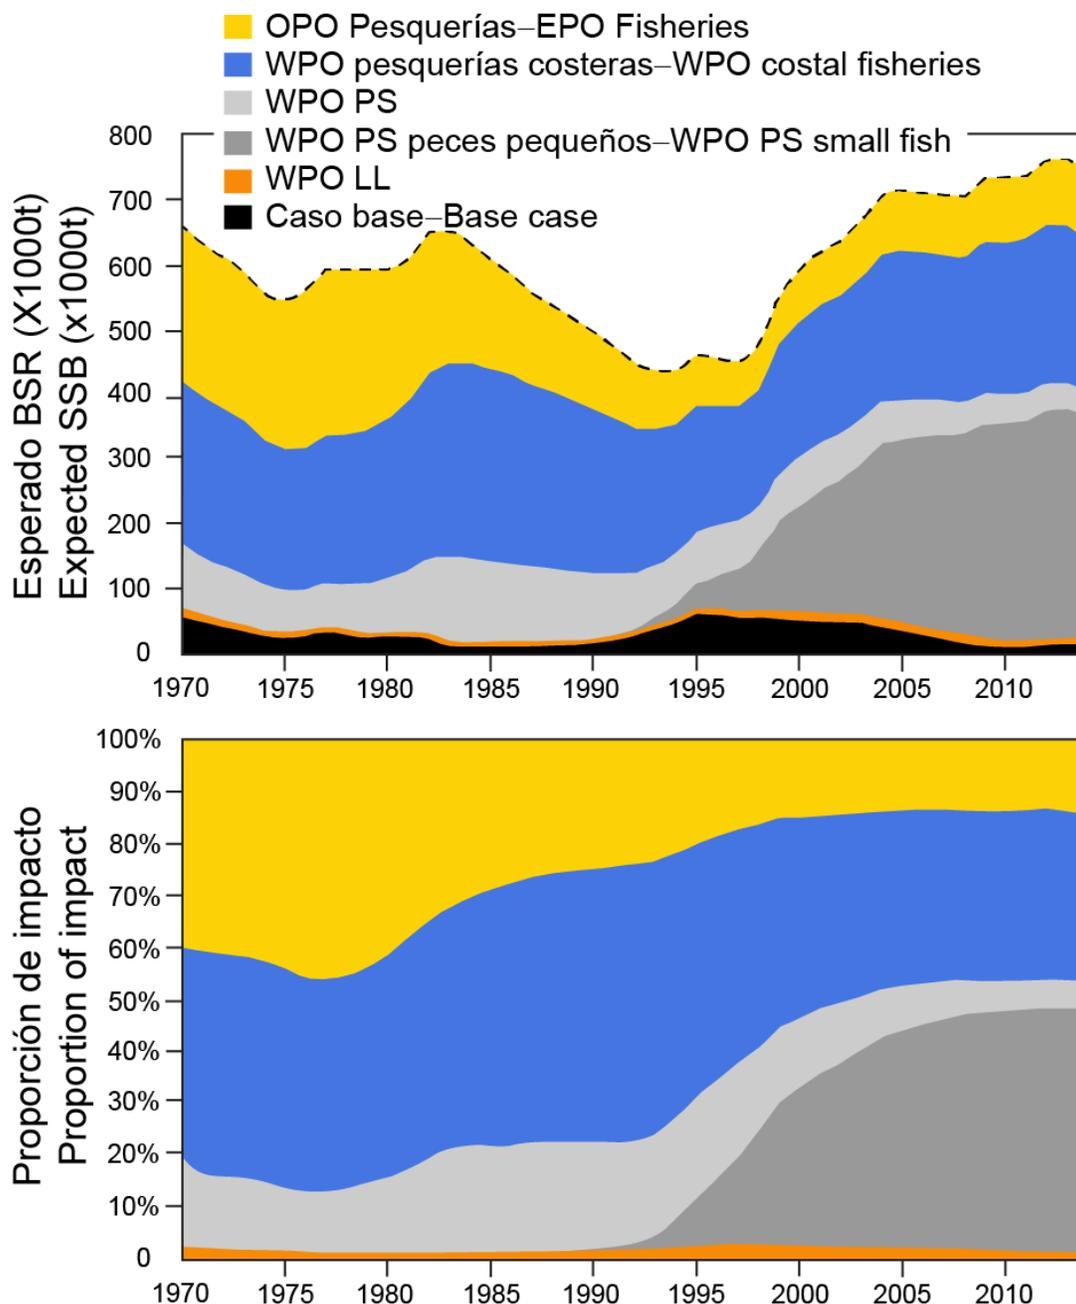 OPO Pesquerías–EPO Fisheries
WPO pesquerías costeras–WPO costal fisheries
WPO PS
WPO PS peces pequeños–WPO PS small fish
WPO LL
Caso base–Base case
Esperado BSR (X1000t)
Expected SSB (x1000t)
800
700
600
500
400
300
200
100
0
1970 1975 1980 1985 1990 1995 2000 2005 2010
Proporción de impacto
Proportion of impact
100%
90%
80%
70%
60%
50%
40%
30%
20%
10%
0
1970 1975 1980 1985 1990 1995 2000 2005 2010